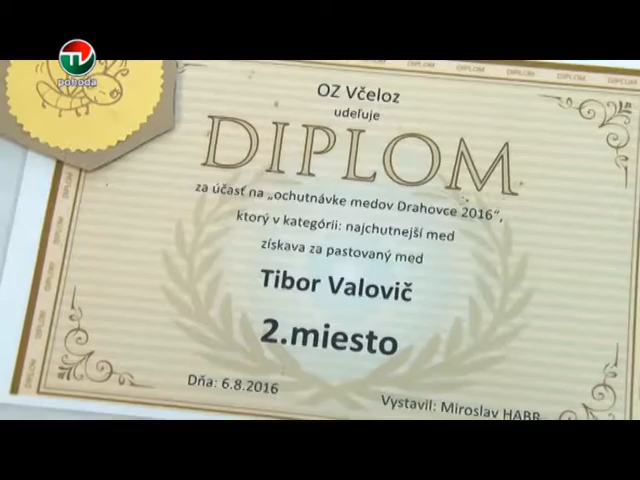 TV
pohoda
OZ Včeloz
udeľuje
DIPLOM
za účasť na „ochutnávke medov Drahovce 2016“,
ktorý v kategórii: najchutnejší med
získava za pastovaný med
Tibor Valovič
2.miesto
Dňa: 6.8.2016
Vystavil: Miroslav HABR